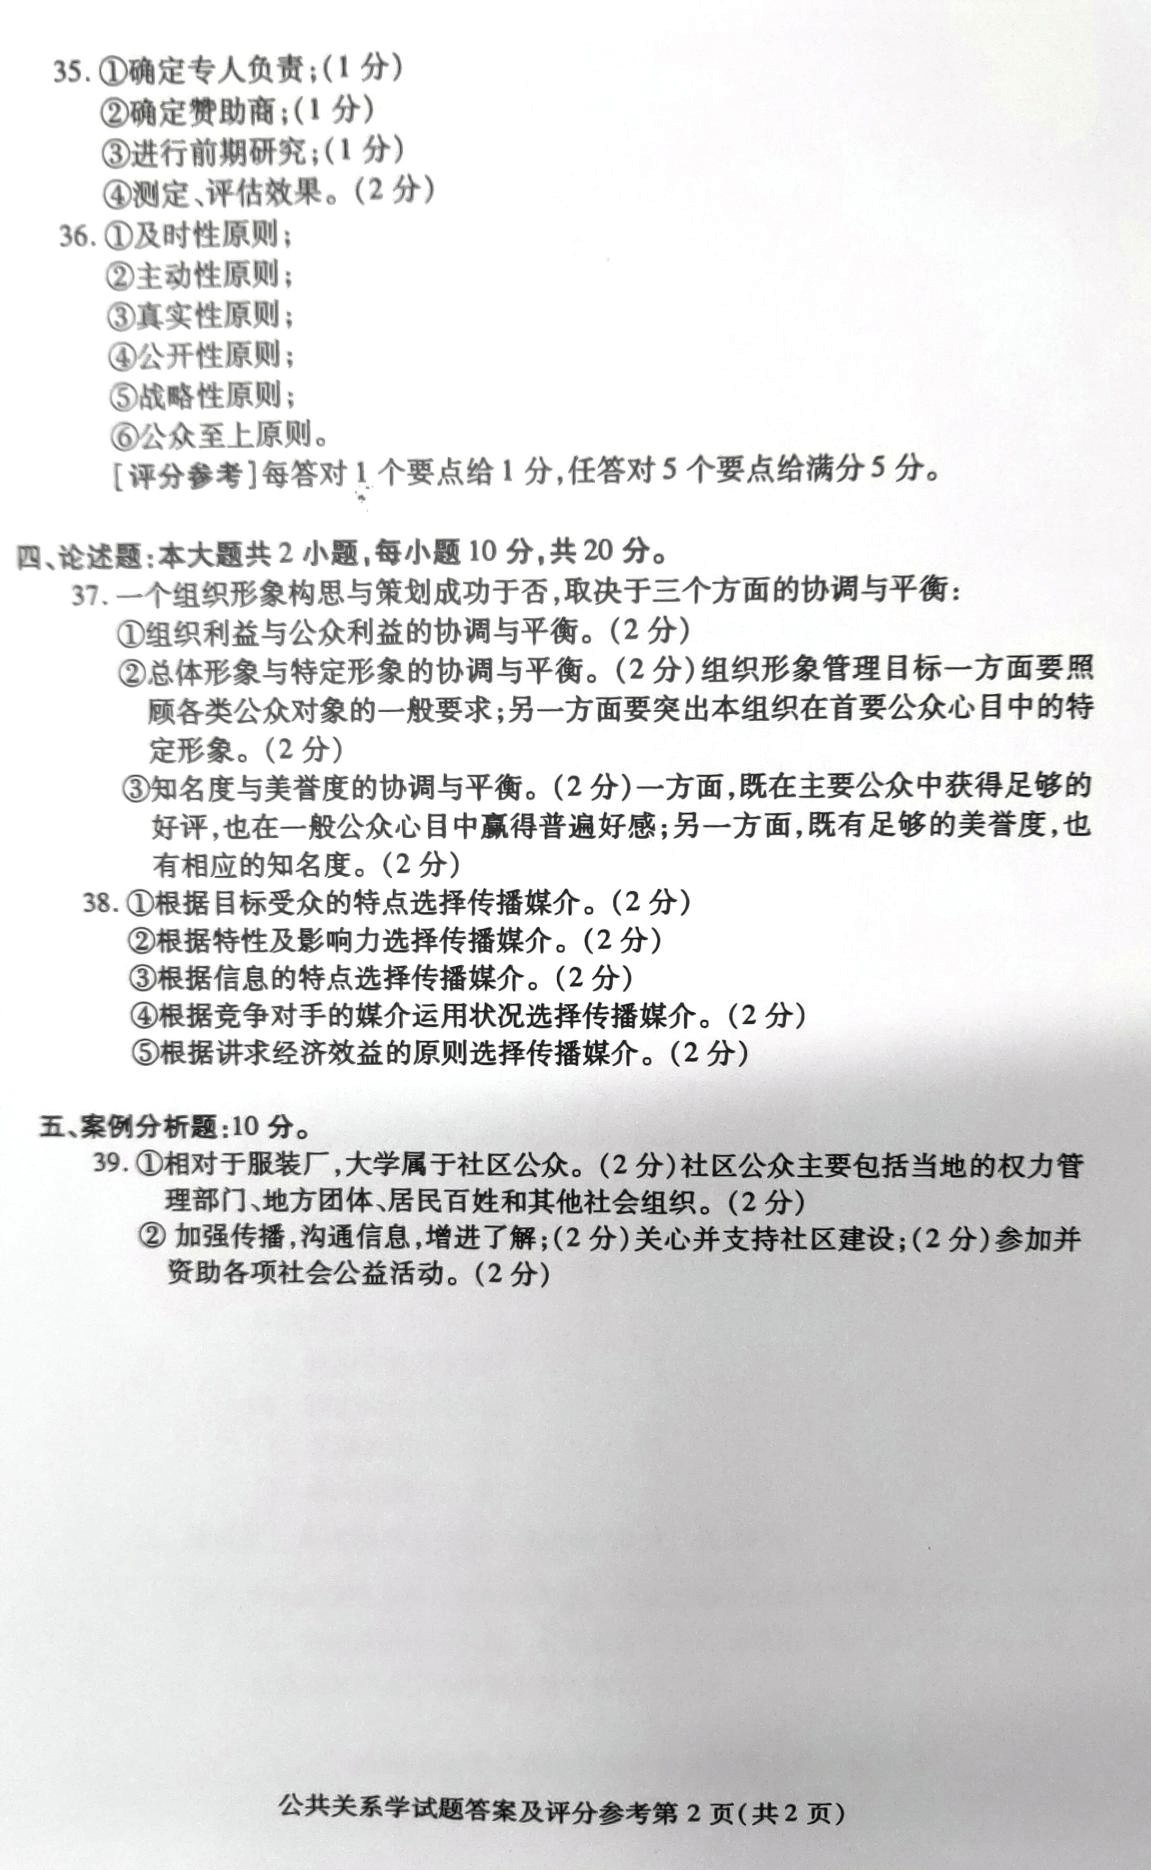 35. ①确定专人负责;(1 分)
②确定赞助商;(1 分)
③进行前期研究;(1 分)
④测定、评估效果。(2 分)
36. ①及时性原则;
②主动性原则;
③真实性原则;
④公开性原则;
⑤战略性原则;
⑥公众至上原则。
[评分参考]每答对 1 个要点给 1 分,任答对 5 个要点给满分 5 分。
四、论述题:本大题共 2 小题,每小题 10 分,共 20 分。
37. 一个组织形象构思与策划成功于否,取决于三个方面的协调与平衡:
①组织利益与公众利益的协调与平衡。(2 分)
②总体形象与特定形象的协调与平衡。(2 分)组织形象管理目标一方面要照
顾各类公众对象的一般要求;另一方面要突出本组织在首要公众心目中的特
定形象。(2 分)
③知名度与美誉度的协调与平衡。(2 分)一方面,既在主要公众中获得足够的
好评,也在一般公众心目中赢得普遍好感;另一方面,既有足够的美誉度,也
有相应的知名度。(2 分)
38. ①根据目标受众的特点选择传播媒介。(2 分)
②根据特性及影响力选择传播媒介。(2 分)
③根据信息的特点选择传播媒介。(2 分)
④根据竞争对手的媒介运用状况选择传播媒介。(2 分)
⑤根据讲求经济效益的原则选择传播媒介。(2 分)
五、案例分析题:10 分。
39. ①相对于服装厂,大学属于社区公众。(2 分)社区公众主要包括当地的权力管
理部门、地方团体、居民百姓和其他社会组织。(2 分)
② 加强传播,沟通信息,增进了解;(2 分)关心并支持社区建设;(2 分)参加并
资助各项社会公益活动。(2 分)
公共关系学试题答案及评分参考第 2 页(共 2 页)